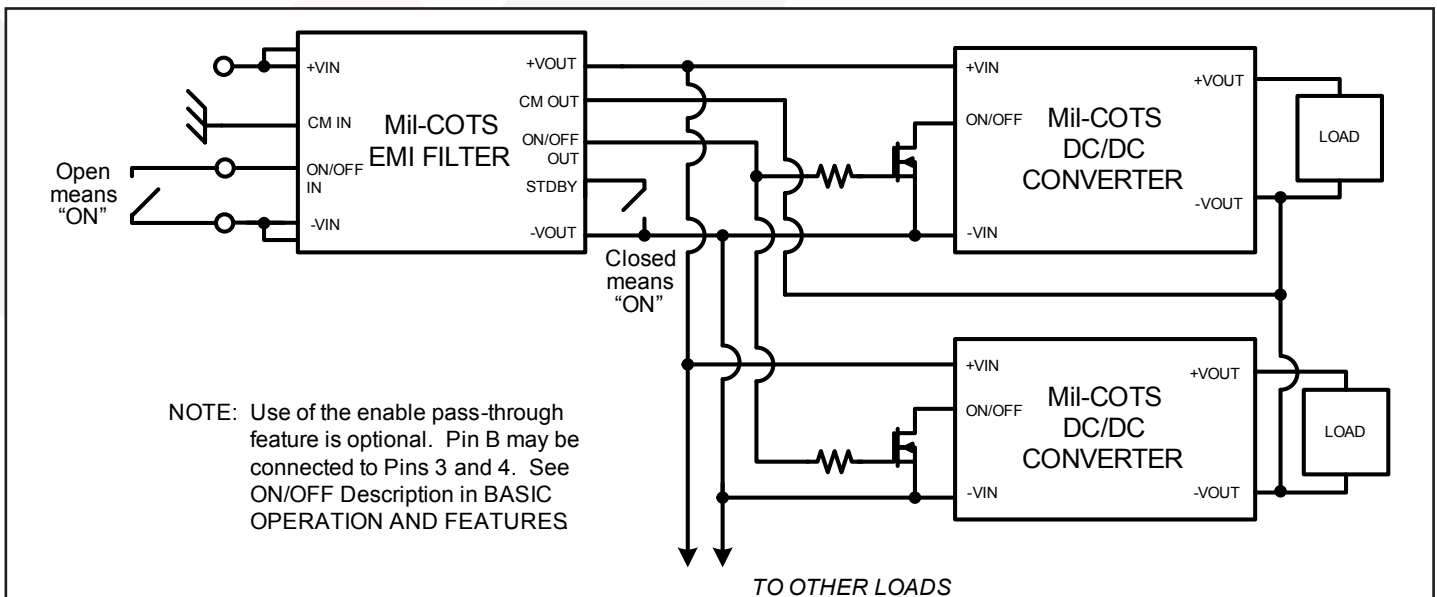 +VIN
CM IN
ON/OFF
IN
-VIN
Mil-COTS
EMI FILTER
+VOUT
CM OUT
ON/OFF
OUT
STDBY
-VOUT
Open
means
"ON"
Closed
means
"ON"
+VIN
ON/OFF
-VIN
Mil-COTS
DC/DC
CONVERTER
+VOUT
-VOUT
LOAD
+VIN
ON/OFF
-VIN
Mil-COTS
DC/DC
CONVERTER
+VOUT
-VOUT
LOAD
NOTE: Use of the enable pass-through
feature is optional. Pin B may be
connected to Pins 3 and 4. See
ON/OFF Description in BASIC
OPERATION AND FEATURES.
TO OTHER LOADS